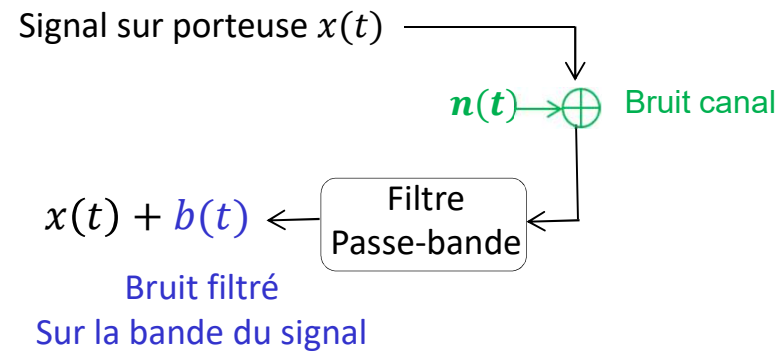 Signal sur porteuse x(t)
n(t) Bruit canal
Filtre
Passe-bande
x(t) + b(t)
Bruit filtré
Sur la bande du signal